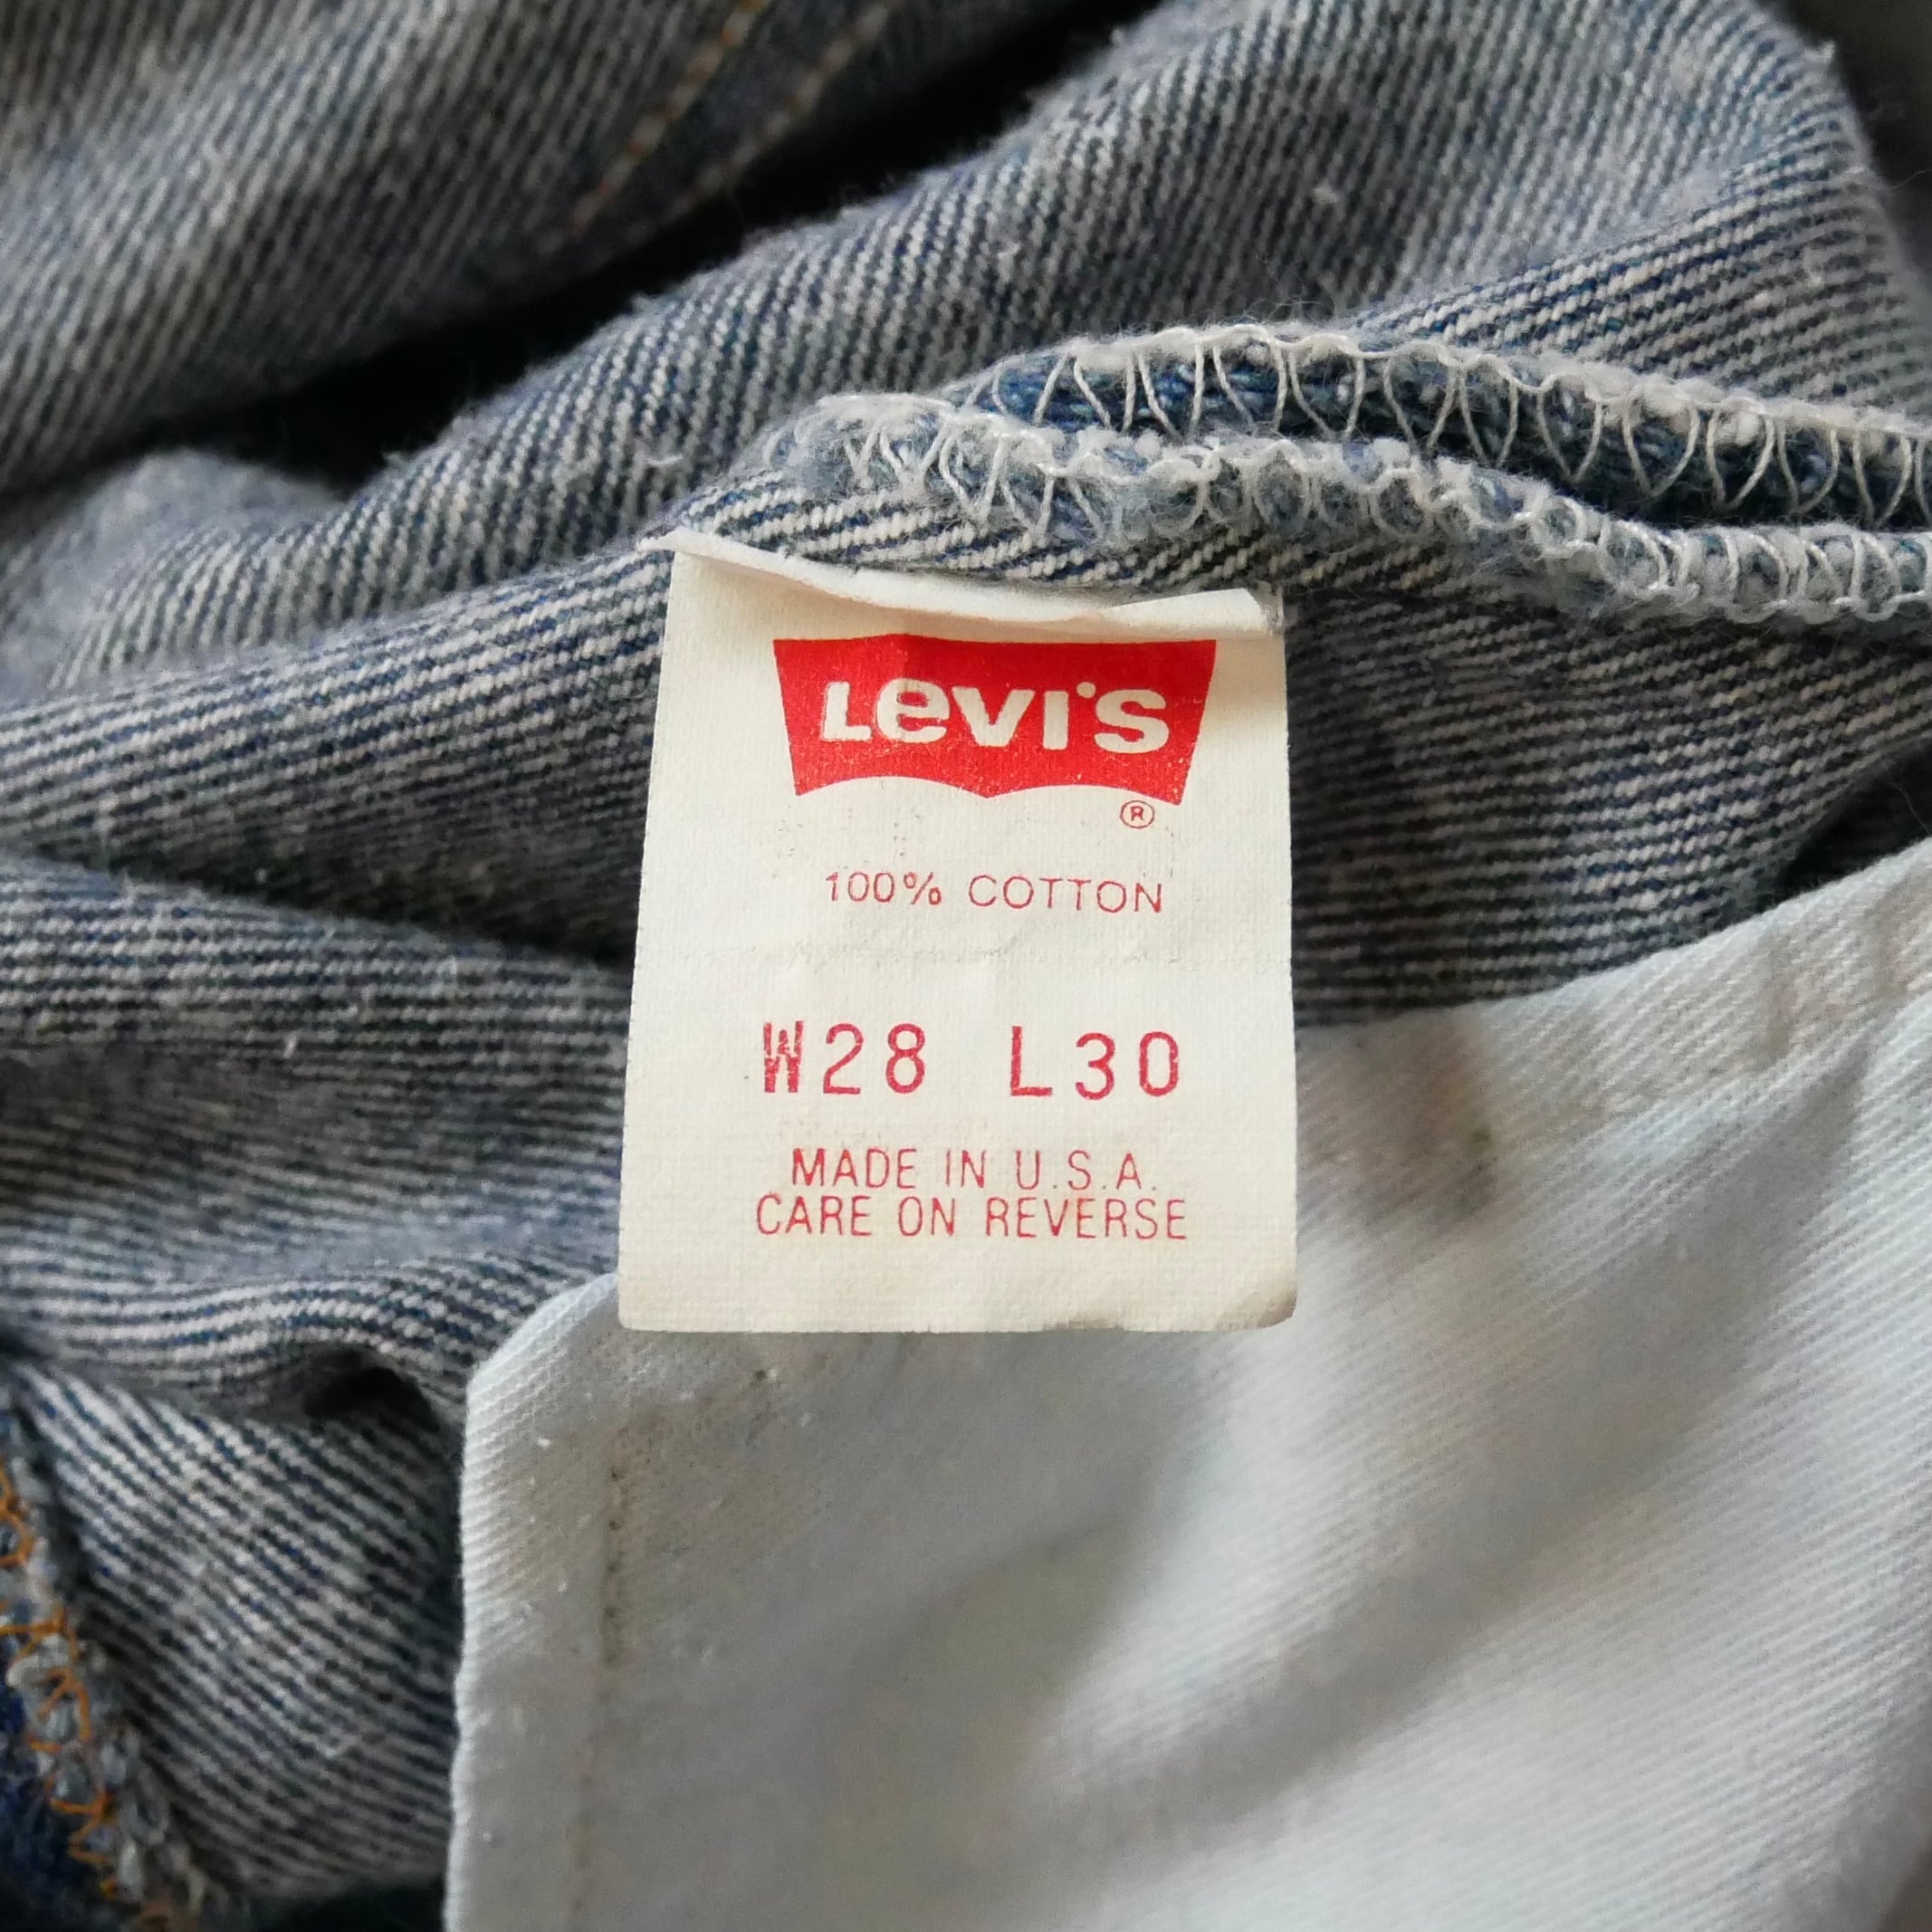 Levi's
®
100% COTTON
W28 L30
MADE IN U.S.A.
CARE ON REVERSE